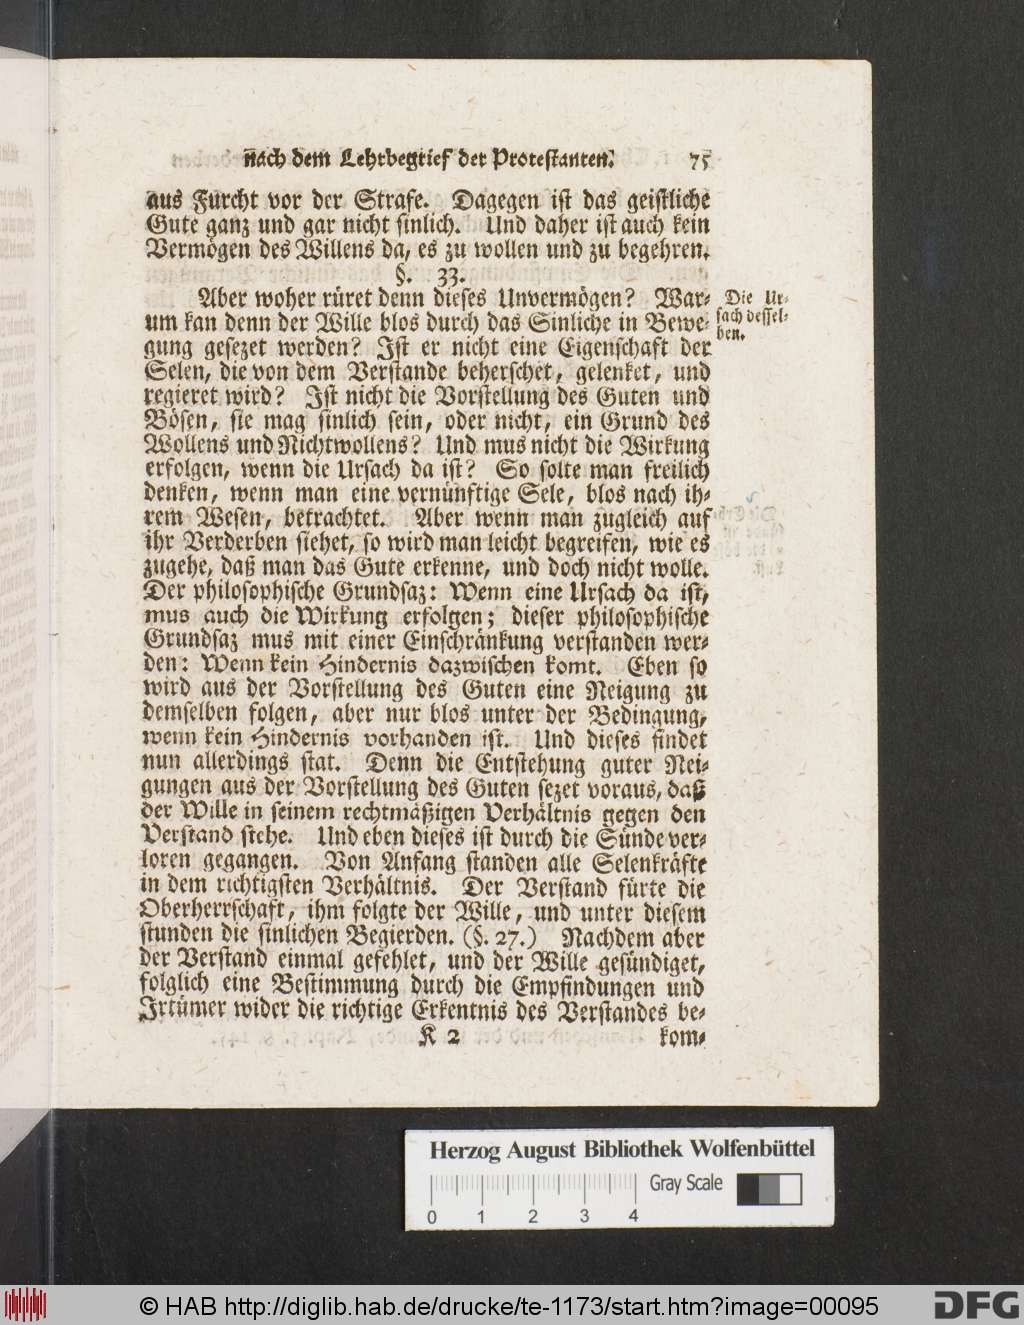 nach dem Lehrbegrief der Protestanten. 75
aus Furcht vor der Strafe. Dagegen ist das geistliche
Gute ganz und gar nicht sinlich. Und daher ist auch kein
Vermögen des Willens da, es zu wollen und zu begehren.
§. 33.
Aber woher rüret denn dieses Unvermögen? War-
um kan denn der Wille blos durch das Sinliche in Bewe-
gung gesezet werden? Ist er nicht eine Eigenschaft der
Selen, die von dem Verstande beherschet, gelenket, und
regieret wird? Ist nicht die Vorstellung des Guten und
Bösen, sie mag sinlich sein, oder nicht, ein Grund des
Wollens und Nichtwollens? Und mus nicht die Wirkung
erfolgen, wenn die Ursach da ist? So solte man freilich
denken, wenn man eine vernünftige Sele, blos nach ih-
rem Wesen, betrachtet. Aber wenn man zugleich auf
ihr Verderben siehet, so wird man leicht begreifen, wie es
zugehe, daß man das Gute erkenne, und doch nicht wolle.
Der philosophische Grundsaz: Wenn eine Ursach da ist,
mus auch die Wirkung erfolgen; dieser philosophische
Grundsaz mus mit einer Einschränkung verstanden wer-
den: Wenn kein Hindernis dazwischen komt. Eben so
wird aus der Vorstellung des Guten eine Neigung zu
demselben folgen, aber nur blos unter der Bedingung,
wenn kein Hindernis vorhanden ist. Und dieses findet
nun allerdings stat. Denn die Entstehung guter Nei-
gungen aus der Vorstellung des Guten sezet voraus, daß
der Wille in seinem rechtmäßigen Verhältnis gegen den
Verstand stehe. Und eben dieses ist durch die Sünde ver-
loren gegangen. Von Anfang standen alle Selenkräfte
in dem richtigsten Verhältnis. Der Verstand fürte die
Oberherrschaft, ihm folgte der Wille, und unter diesem
stunden die sinlichen Begierden. (§. 27.) Nachdem aber
der Verstand einmal gefehlet, und der Wille gesündiget,
folglich eine Bestimmung durch die Empfindungen und
Irtümer wider die richtige Erkentnis des Verstandes be-
K 2 kom-
Die Ur-
sach dessel-
ben.
Herzog August Bibliothek Wolfenbüttel
Gray Scale
0 1 2 3 4
© HAB http://diglib.hab.de/drucke/te-1173/start.htm?image=00095
DFG